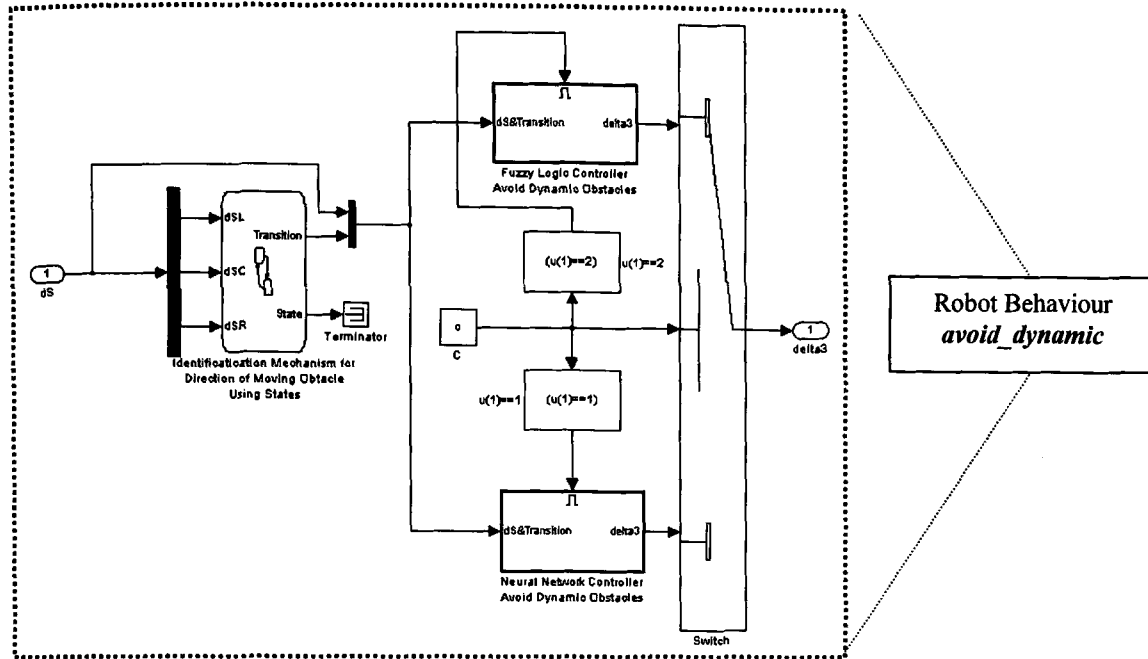 dS&Transition
delta3
Fuzzy Logic Controller
Avoid Dynamic Obstacles
dSL
Transition
dSC
State
dSR
1
dS
Terminator
Identificatication Mechanism for
Direction of Moving Obtacle
Using States
(u(1)==2)
u(1)==2
c
C
u(1)==1
(u(1)==1)
1
delta3
dS&Transition
delta3
Neural Network Controller
Avoid Dynamic Obstacles
Switch
Robot Behaviour
avoid_dynamic